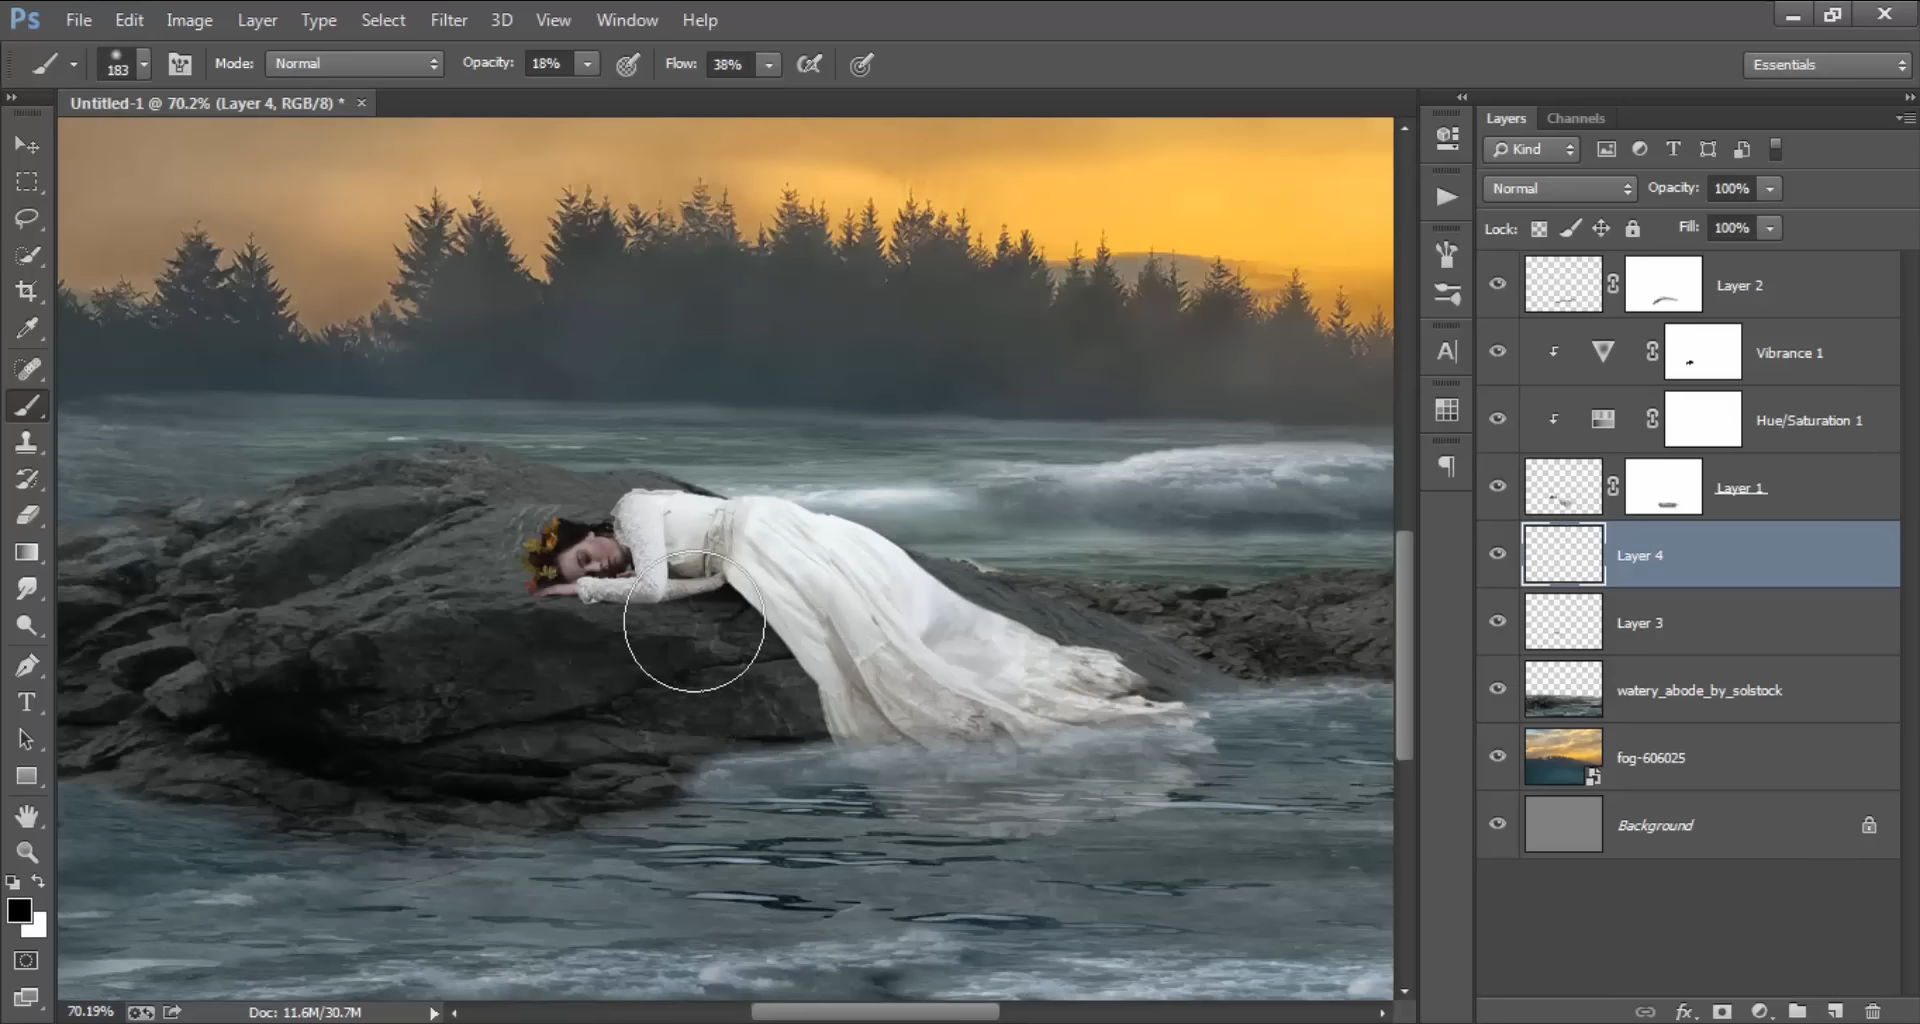 Ps File Edit Image Layer Type Select Filter 3D View Window Help
183 Mode: Normal Opacity: 18% Flow: 38% Essentials
Untitled-1 @ 70.2% (Layer 4, RGB/8) *
Layers Channels
Kind
Normal Opacity: 100%
Lock: Fill: 100%
Layer 2
Vibrance 1
Hue/Saturation 1
Layer 1
Layer 4
Layer 3
watery_abode_by_solstock
fog-606025
Background
70.19% Doc: 11.6M/30.7M